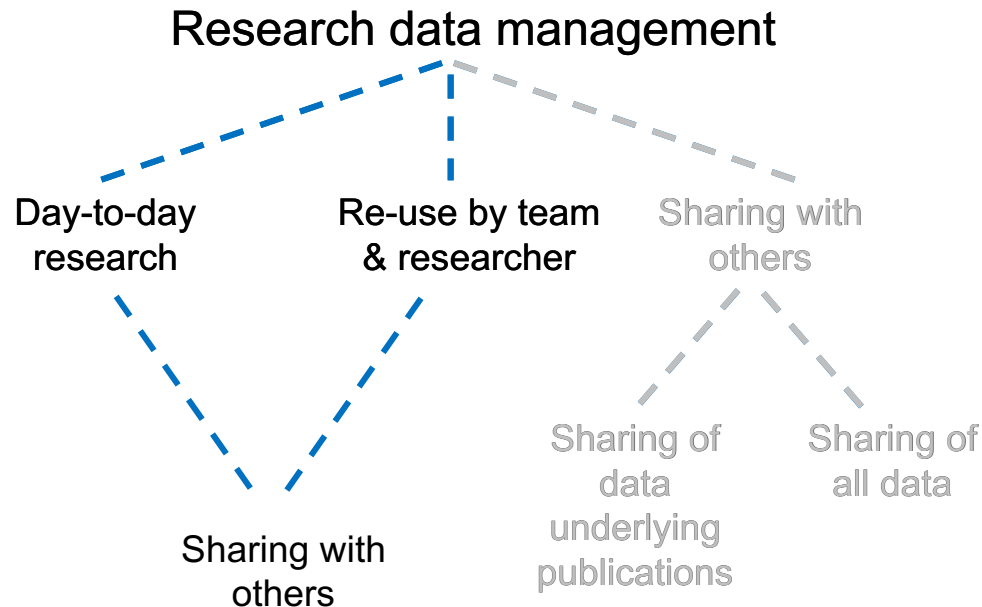 Research data management
Day-to-day
research
Re-use by team
& researcher
Sharing with
others
Sharing of
data
underlying
publications
Sharing of
all data
Sharing with
others